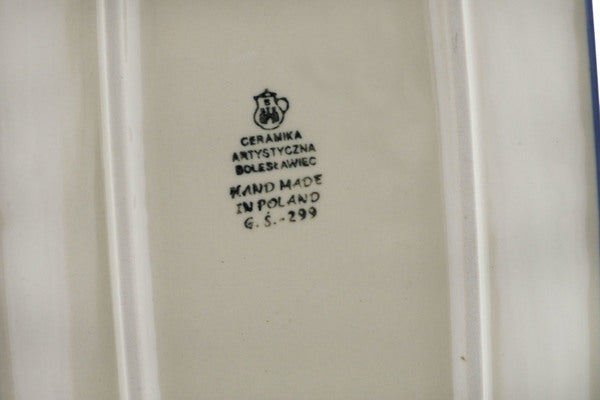 B
CERAMIKA
ARTYSTYCZNA
BOLESŁAWIEC
HAND MADE
IN POLAND
G.Ś.-299